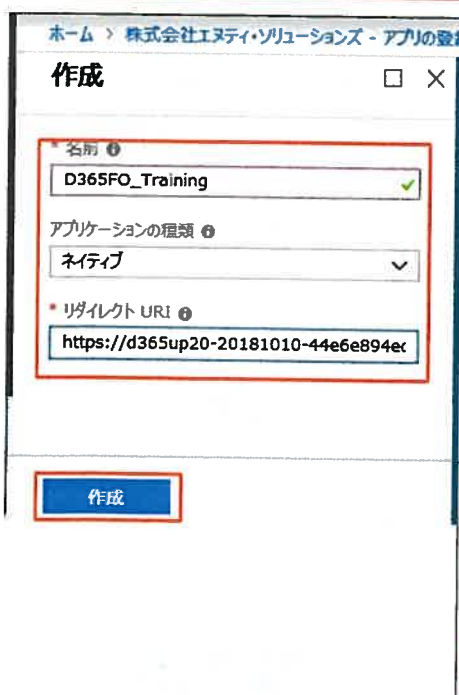 ホーム > 株式会社エヌティ・ソリューションズ - アプリの登
作成
* 名前
D365FO_Training
アプリケーションの種類
ネイティブ
* リダイレクト URI
https://d365up20-20181010-44e6e894e
作成